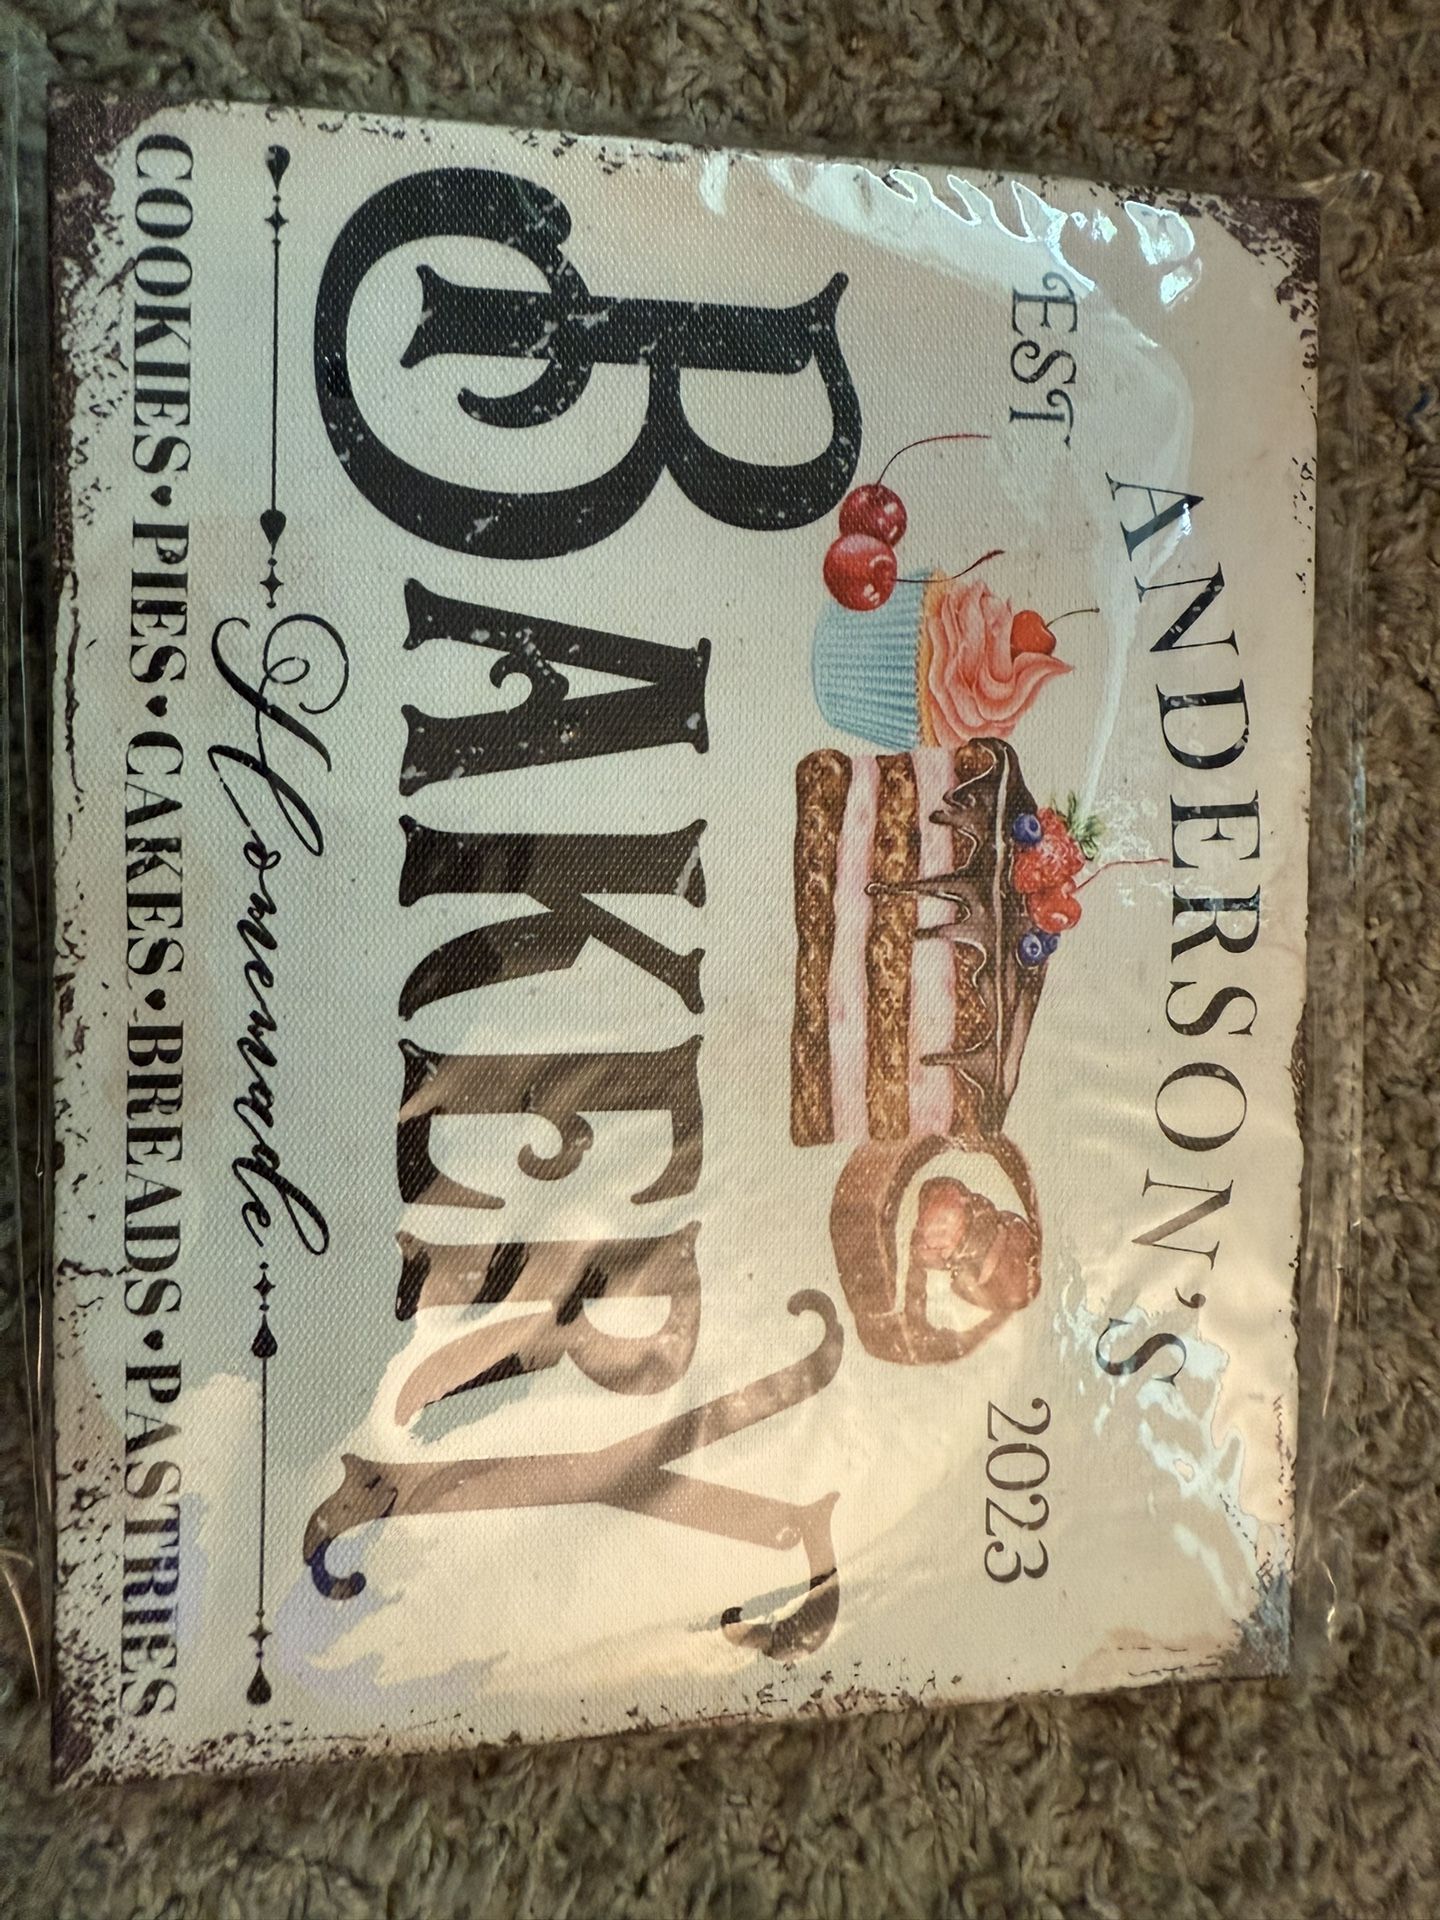 ANDERSON'S
EST 2023
BAKERY
Homemade
COOKIES♥PIES♥CAKES♥BREADS♥PASTRIES